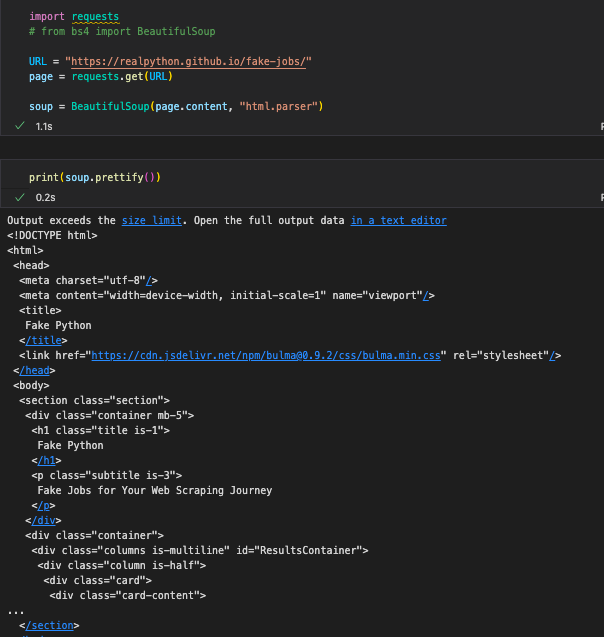 import requests
# from bs4 import BeautifulSoup
URL = "https://realpython.github.io/fake-jobs/"
page = requests.get(URL)
soup = BeautifulSoup(page.content, "html.parser")
✓ 1.1s
print(soup.prettify())
✓ 0.2s
Output exceeds the size limit. Open the full output data in a text editor
<!DOCTYPE html>
<html>
 <head>
  <meta charset="utf-8"/>
  <meta content="width=device-width, initial-scale=1" name="viewport"/>
  <title>
   Fake Python
  </title>
  <link href="https://cdn.jsdelivr.net/npm/bulma@0.9.2/css/bulma.min.css" rel="stylesheet"/>
 </head>
 <body>
  <section class="section">
   <div class="container mb-5">
    <h1 class="title is-1">
     Fake Python
    </h1>
    <p class="subtitle is-3">
     Fake Jobs for Your Web Scraping Journey
    </p>
   </div>
   <div class="container">
    <div class="columns is-multiline" id="ResultsContainer">
     <div class="column is-half">
      <div class="card">
       <div class="card-content">
...
  </section>